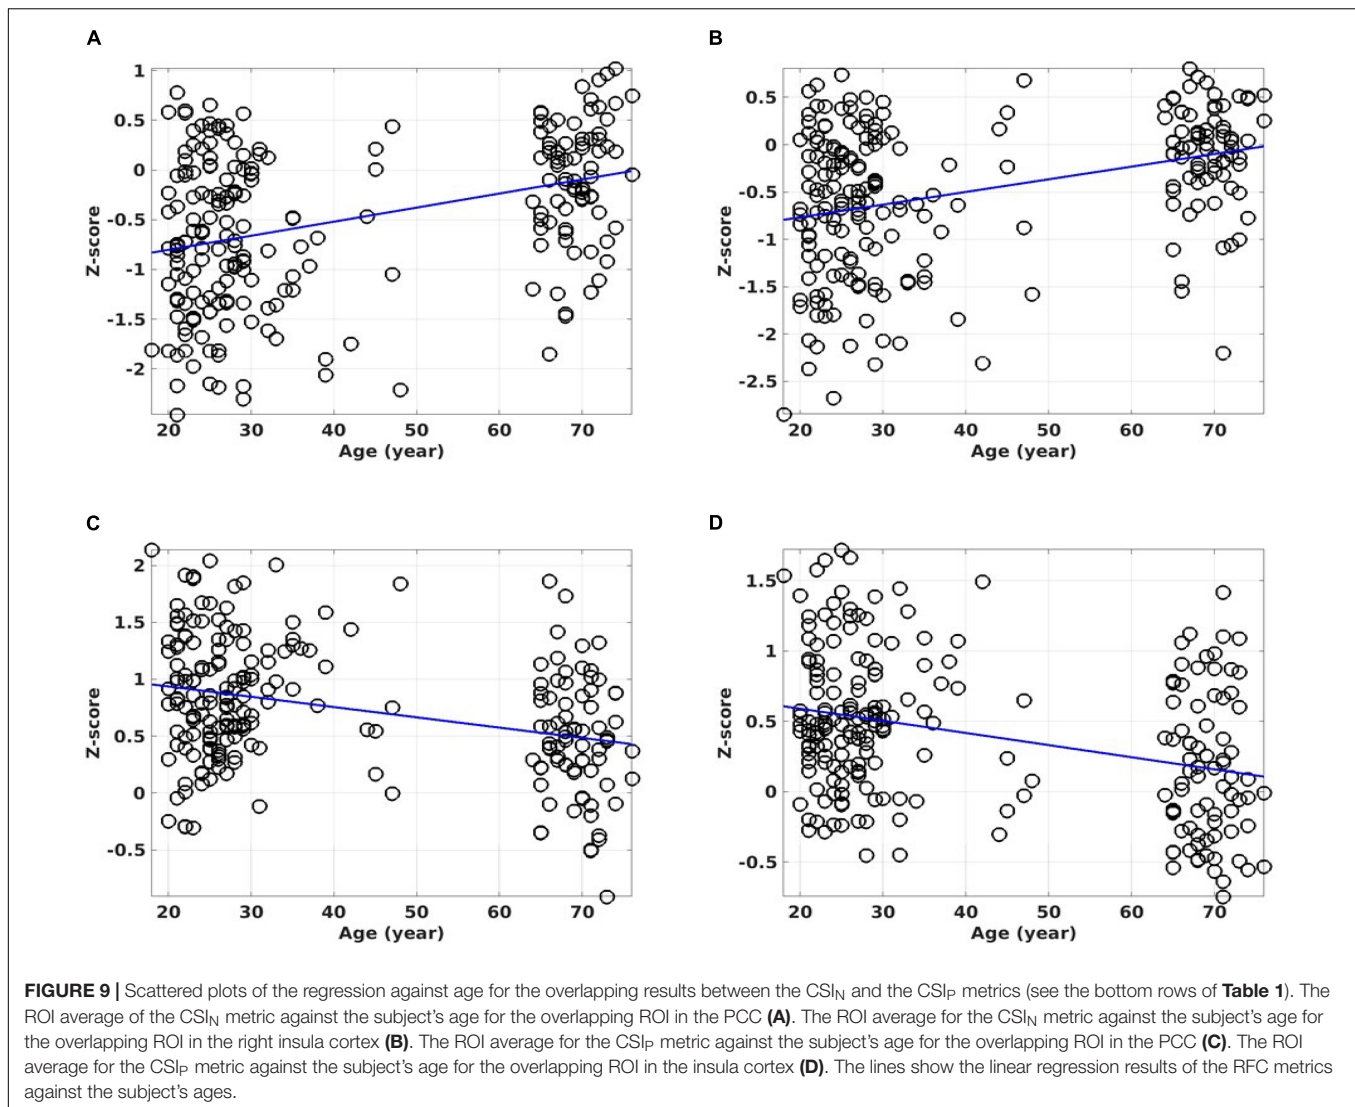 A
1
0.5
0
-0.5
-1
-1.5
-2
Z-score
20 30 40 50 60 70
Age (year)
B
0.5
0
-0.5
-1
-1.5
-2
-2.5
Z-score
20 30 40 50 60 70
Age (year)
C
2
1.5
1
0.5
0
-0.5
Z-score
20 30 40 50 60 70
Age (year)
D
1.5
1
0.5
0
-0.5
Z-score
20 30 40 50 60 70
Age (year)
FIGURE 9 | Scattered plots of the regression against age for the overlapping results between the CSIN and the CSIP metrics (see the bottom rows of Table 1). The
ROI average of the CSIN metric against the subject's age for the overlapping ROI in the PCC (A). The ROI average for the CSIN metric against the subject's age for
the overlapping ROI in the right insula cortex (B). The ROI average for the CSIP metric against the subject's age for the overlapping ROI in the PCC (C). The ROI
average for the CSIP metric against the subject's age for the overlapping ROI in the insula cortex (D). The lines show the linear regression results of the RFC metrics
against the subject's ages.